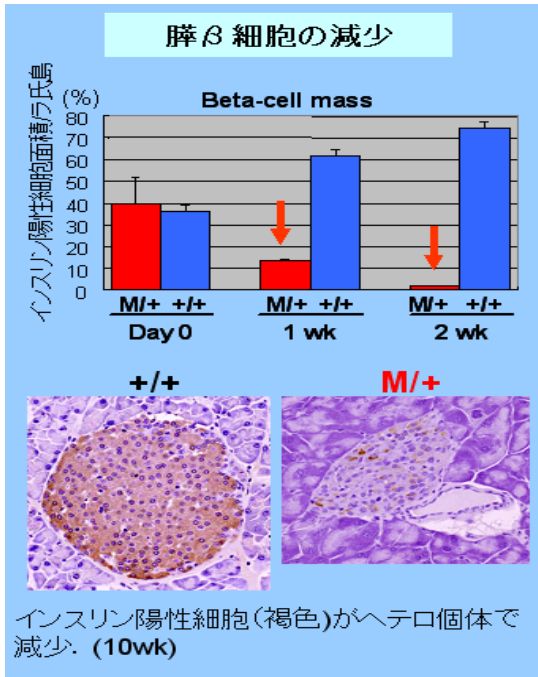 膵β細胞の減少
インスリン陽性細胞面積/ラ氏島
(%)
Beta-cell mass
80
70
60
50
40
30
20
10
0
M/+ +/+ M/+ +/+ M/+ +/+
Day 0 1 wk 2 wk
+/+ M/+
インスリン陽性細胞(褐色)がヘテロ個体で
減少. (10wk)